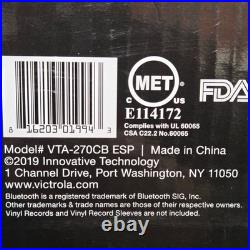 MET
C US
E114172
Complies with UL 60065
CSA C22.2 No.60065
FDA
8 16203 01994 3
Model# VTA-270CB ESP
©2019 Innovative Technology
1 Channel Drive, Port Washington, NY 11050
www.victrola.com
Bluetooth is a registered trademark of Bluetooth SIG, Inc.
Other trademarks and trade names are those of their respective owners.
Vinyl Records and Vinyl Record Sleeves are not included.